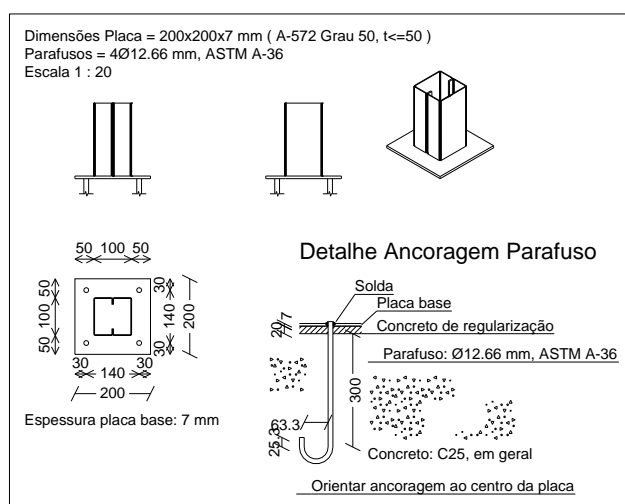 Dimensões Placa = 200x200x7 mm ( A-572 Grau 50, t<=50 )
Parafusos = 4Ø12.66 mm, ASTM A-36
Escala 1 : 20
50 100 50
50
100
50
30
140
30
200
30 30
140
200
Espessura placa base: 7 mm
Detalhe Ancoragem Parafuso
Solda
Placa base
Concreto de regularização
Parafuso: Ø12.66 mm, ASTM A-36
20 7
300
63.3
25.3
Concreto: C25, em geral
Orientar ancoragem ao centro da placa